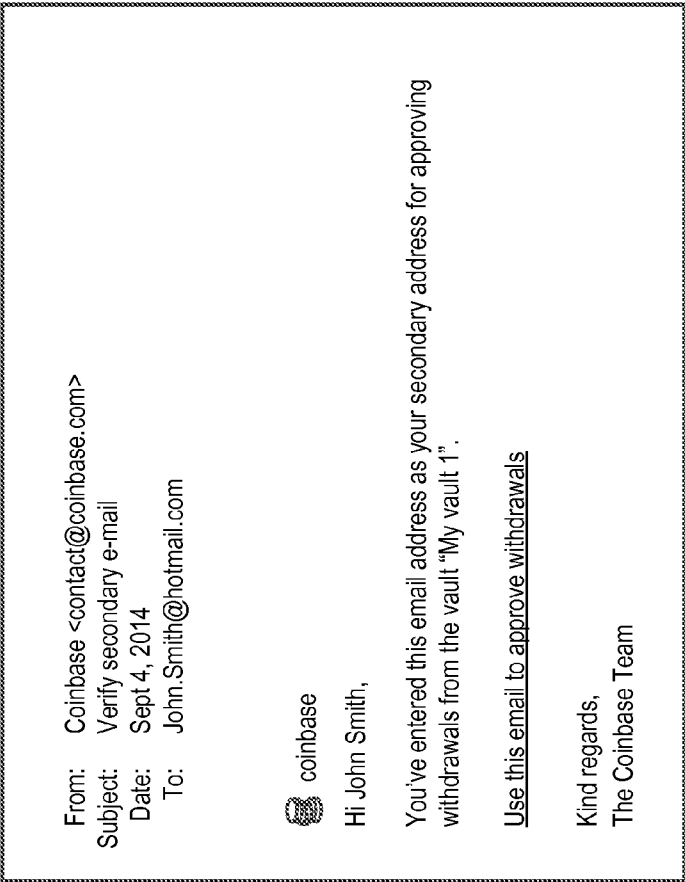 From: Coinbase <contact@coinbase.com>
Subject: Verify secondary e-mail
Date: Sept 4, 2014
To: John.Smith@hotmail.com
coinbase
Hi John Smith,
You've entered this email address as your secondary address for approving
withdrawals from the vault “My vault 1”.
Use this email to approve withdrawals
Kind regards,
The Coinbase Team